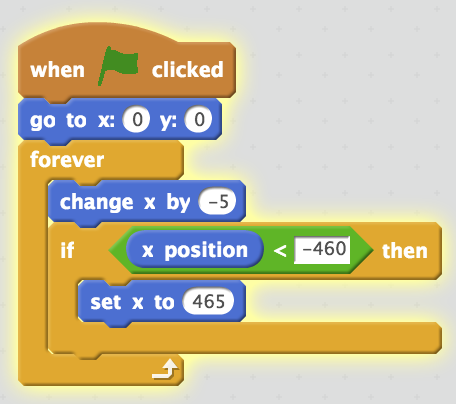 when clicked
go to x: 0 y: 0
forever
change x by -5
if x position < -460 then
set x to 465